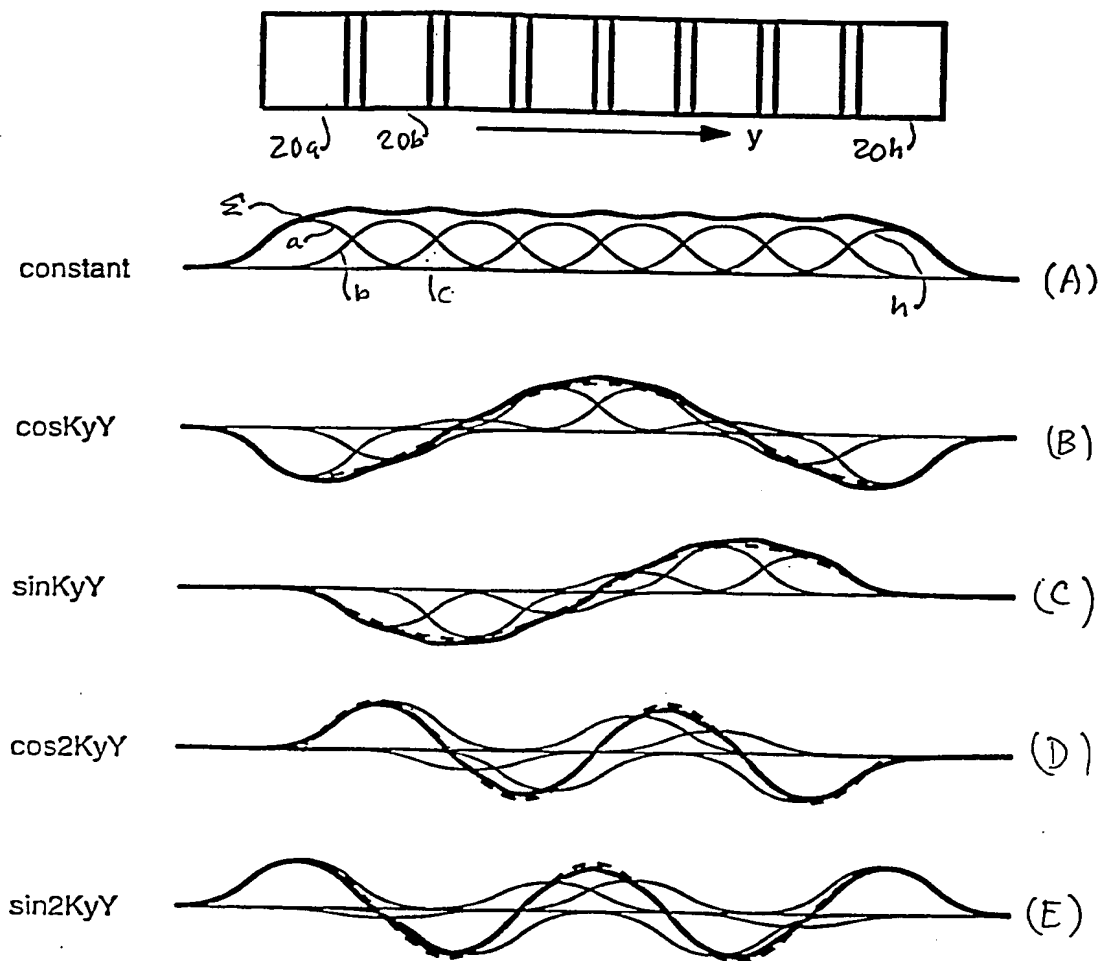 20a 20b y 20h
Σ
a
constant b c h (A)
cosKyY (B)
sinKyY (C)
cos2KyY (D)
sin2KyY (E)